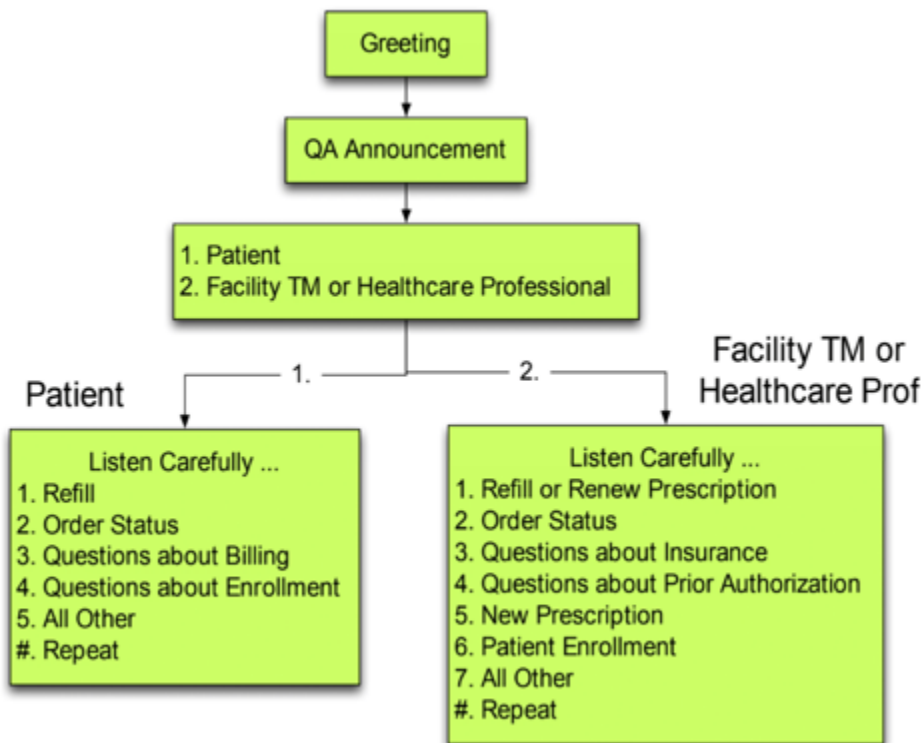 Greeting
QA Announcement
1. Patient
2. Facility TM or Healthcare Professional
1.
2.
Patient
Facility TM or
Healthcare Prof
Listen Carefully ...
1. Refill
2. Order Status
3. Questions about Billing
4. Questions about Enrollment
5. All Other
#. Repeat
Listen Carefully ...
1. Refill or Renew Prescription
2. Order Status
3. Questions about Insurance
4. Questions about Prior Authorization
5. New Prescription
6. Patient Enrollment
7. All Other
#. Repeat